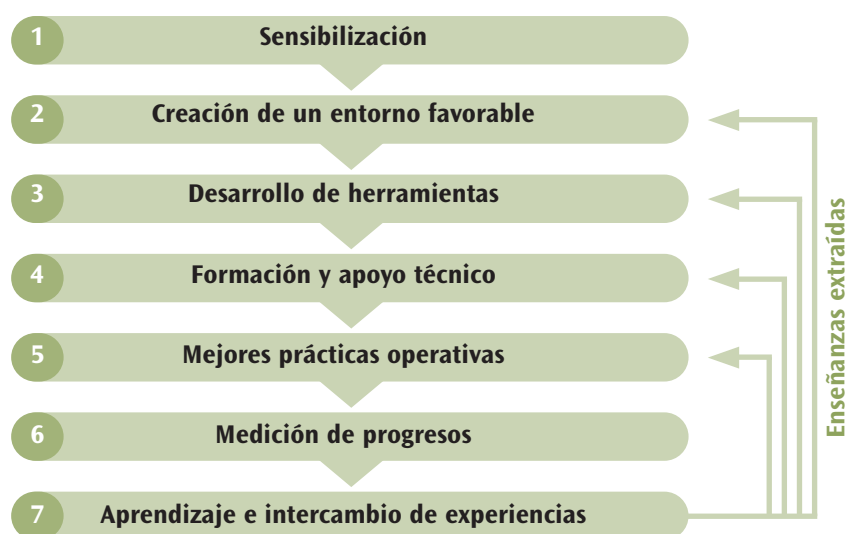 1 Sensibilización
2 Creación de un entorno favorable
3 Desarrollo de herramientas
4 Formación y apoyo técnico
5 Mejores prácticas operativas
6 Medición de progresos
7 Aprendizaje e intercambio de experiencias
Enseñanzas extraídas